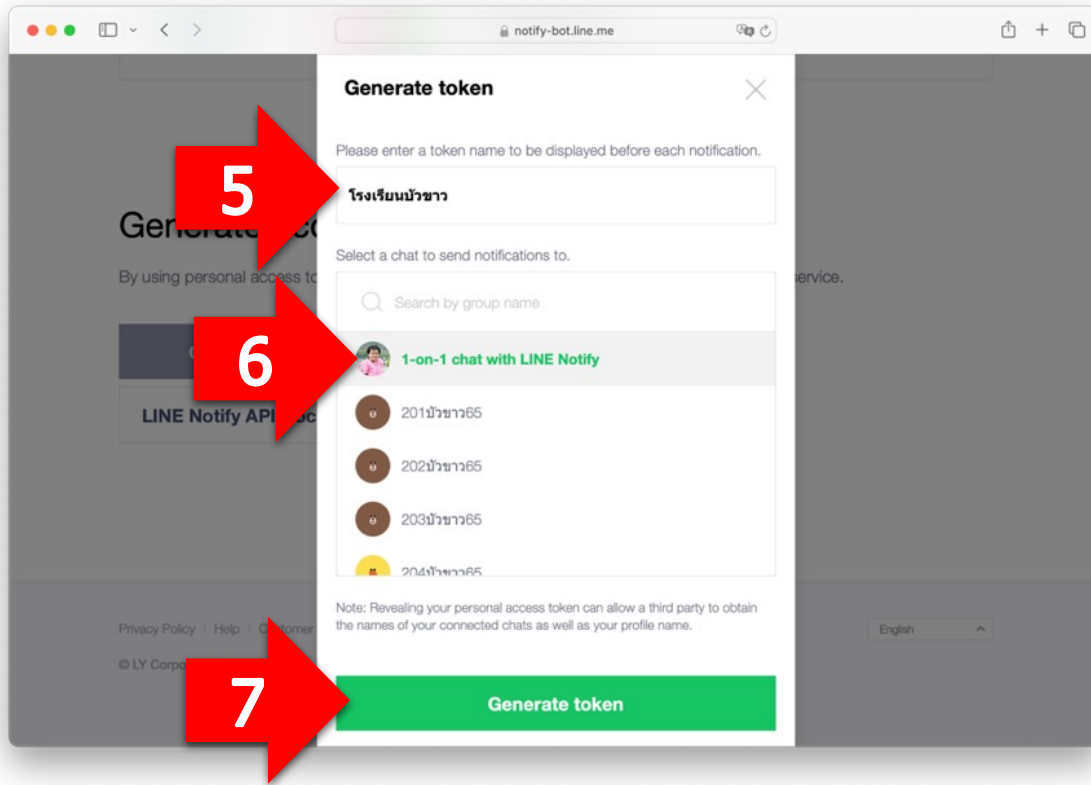 notify-bot.line.me
Generate token
Please enter a token name to be displayed before each notification.
5
โรงเรียนบัวขาว
Select a chat to send notifications to.
By using personal access
ervice.
Search by group name
6
1-on-1 chat with LINE Notify
201บัวขาว65
LINE Notify API
202บัวขาว65
203บัวขาว65
204บัวขาว65
Note: Revealing your personal access token can allow a third party to obtain
the names of your connected chats as well as your profile name.
Privacy Policy | Help |
English
© LY Corpo
7
Generate token